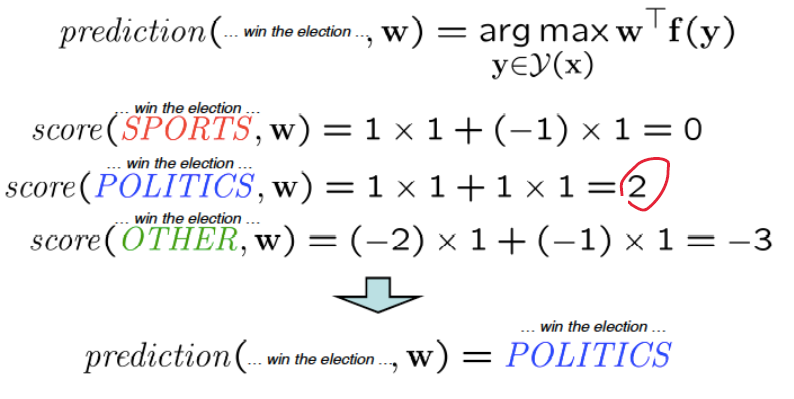 prediction(... win the election ..., w) = arg max w⊤f(y)
y∈𝒴(x)
... win the election ...
score(SPORTS, w) = 1 × 1 + (−1) × 1 = 0
... win the election ...
score(POLITICS, w) = 1 × 1 + 1 × 1 = 2
... win the election ...
score(OTHER, w) = (−2) × 1 + (−1) × 1 = −3
... win the election ...
prediction(... win the election ..., w) = POLITICS